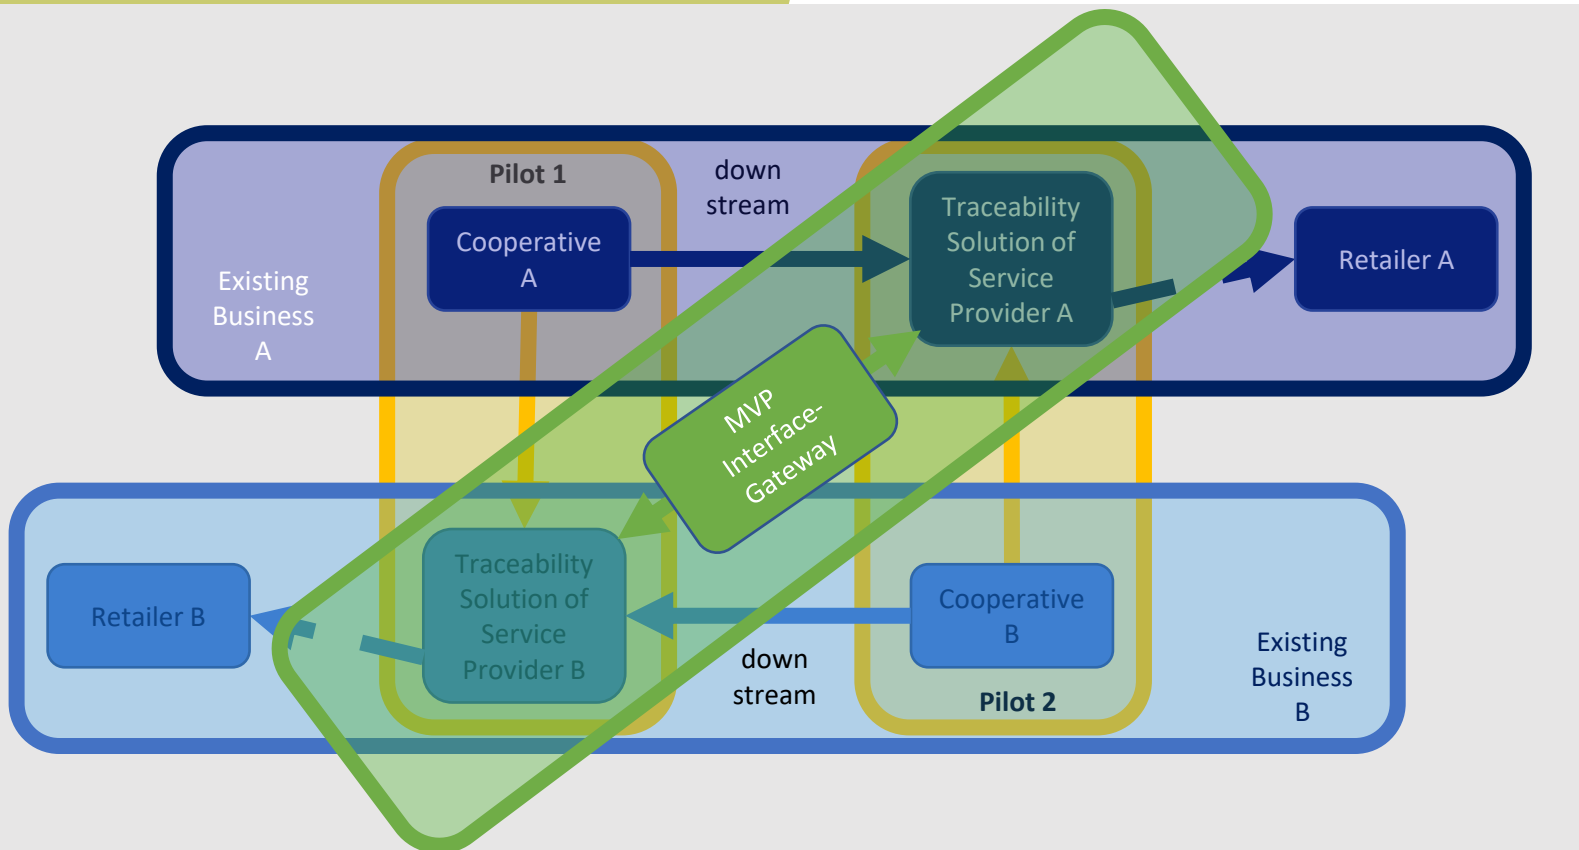 Pilot 1
down
stream
Cooperative
A
Traceability
Solution of
Service
Provider A
Retailer A
Existing
Business
A
MVP
Interface-
Gateway
Retailer B
Traceability
Solution of
Service
Provider B
Cooperative
B
down
stream
Pilot 2
Existing
Business
B